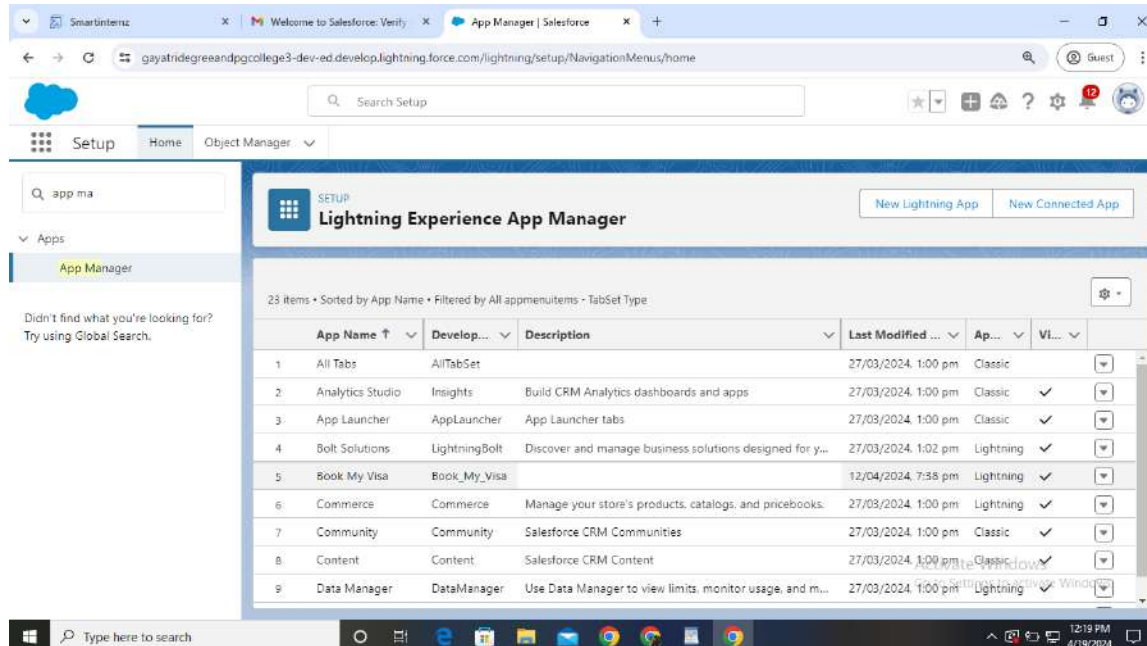 Smartinternz
Welcome to Salesforce: Verify
App Manager | Salesforce
gayatridegreeandpgcollege3-dev-ed.develop.lightning.force.com/lightning/setup/NavigationMenus/home
Guest
Search Setup
12
Setup
Home
Object Manager
app ma
Apps
App Manager
Didn't find what you're looking for?
Try using Global Search.
SETUP
Lightning Experience App Manager
New Lightning App
New Connected App
23 items • Sorted by App Name • Filtered by All appmenuitems - TabSet Type
App Name ↑ Develop... Description Last Modified ... Ap... Vi...
1 All Tabs AllTabSet 27/03/2024, 1:00 pm Classic
2 Analytics Studio Insights Build CRM Analytics dashboards and apps 27/03/2024, 1:00 pm Classic
3 App Launcher AppLauncher App Launcher tabs 27/03/2024, 1:00 pm Classic
4 Bolt Solutions LightningBolt Discover and manage business solutions designed for y... 27/03/2024, 1:02 pm Lightning
5 Book My Visa Book_My_Visa 12/04/2024, 7:38 pm Lightning
6 Commerce Commerce Manage your store's products, catalogs, and pricebooks. 27/03/2024, 1:00 pm Lightning
7 Community Community Salesforce CRM Communities 27/03/2024, 1:00 pm Classic
8 Content Content Salesforce CRM Content 27/03/2024, 1:00 pm Classic
9 Data Manager DataManager Use Data Manager to view limits, monitor usage, and m... 27/03/2024, 1:00 pm Lightning
Activate Windows
Go to Settings to activate Windows.
Type here to search
12:19 PM
4/19/2024